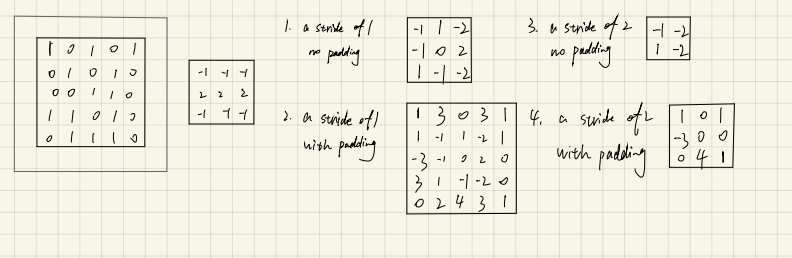 1 0 1 0 1
0 1 0 1 0
0 0 1 1 0
1 1 0 1 0
0 1 1 1 0
-1 -1 -1
2 2 2
-1 -1 -1
1. a stride of 1
no padding
-1 1 -2
-1 0 2
1 -1 -2
2. a stride of 1
with padding
1 3 0 3 1
1 -1 1 -2 1
-3 -1 0 2 0
3 1 -1 -2 0
0 2 4 3 1
3. a stride of 2
no padding
-1 -2
1 -2
4. a stride of 2
with padding
1 0 1
-3 0 0
0 4 1